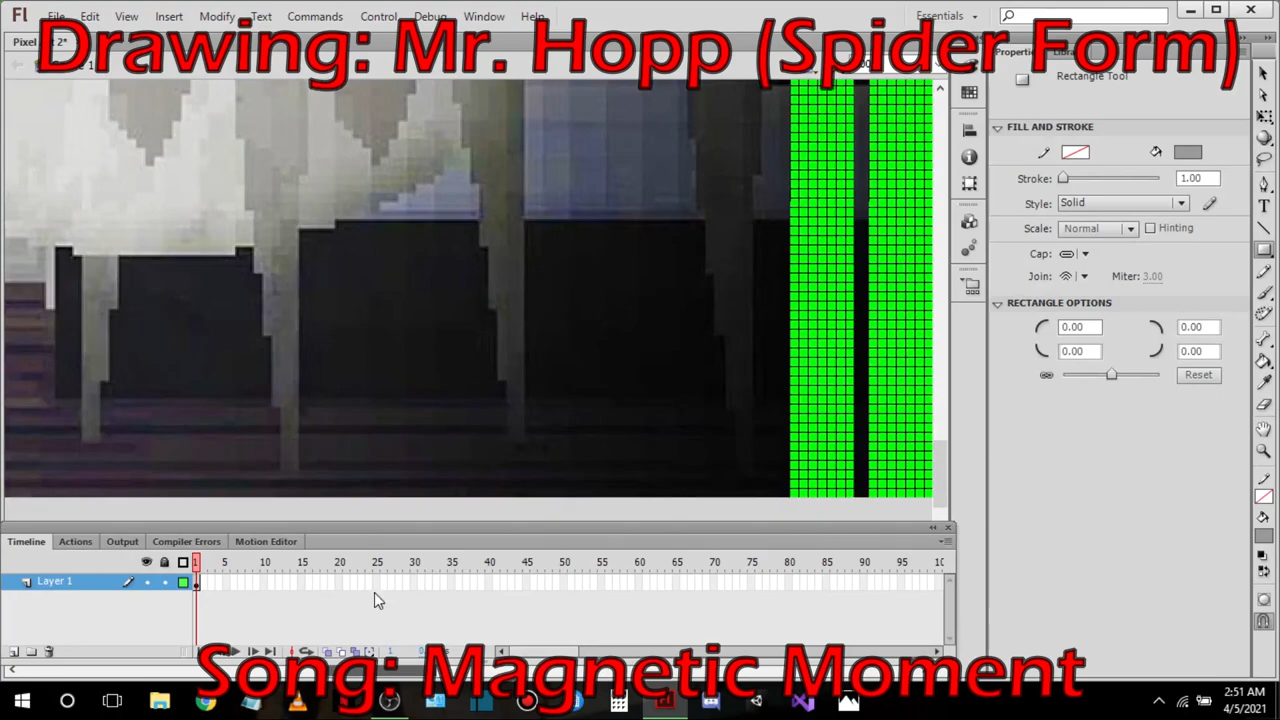 Fl File Edit View Insert Modify Text Commands Control Debug Window Help Essentials
Drawing: Mr. Hopp (Spider Form)
Rectangle Tool
FILL AND STROKE
Stroke: 1.00
Style: Solid
Scale: Normal Hinting
Cap:
Join: Miter: 3.00
RECTANGLE OPTIONS
0.00 0.00
0.00 0.00
Reset
Timeline Actions Output Compiler Errors Motion Editor
1 5 10 15 20 25 30 35 40 45 50 55 60 65 70 75 80 85 90 95 10
Layer 1
Song: Magnetic Moment
2:51 AM
4/5/2021